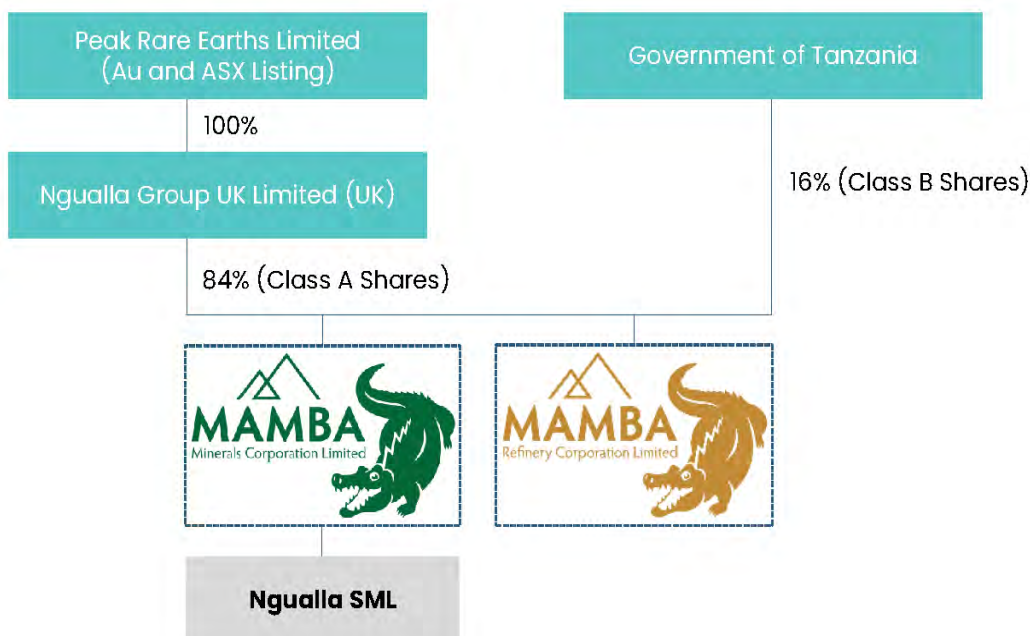 Peak Rare Earths Limited
(Au and ASX Listing)
Government of Tanzania
100%
Ngualla Group UK Limited (UK)
16% (Class B Shares)
84% (Class A Shares)
MAMBA
Minerals Corporation Limited
MAMBA
Refinery Corporation Limited
Ngualla SML